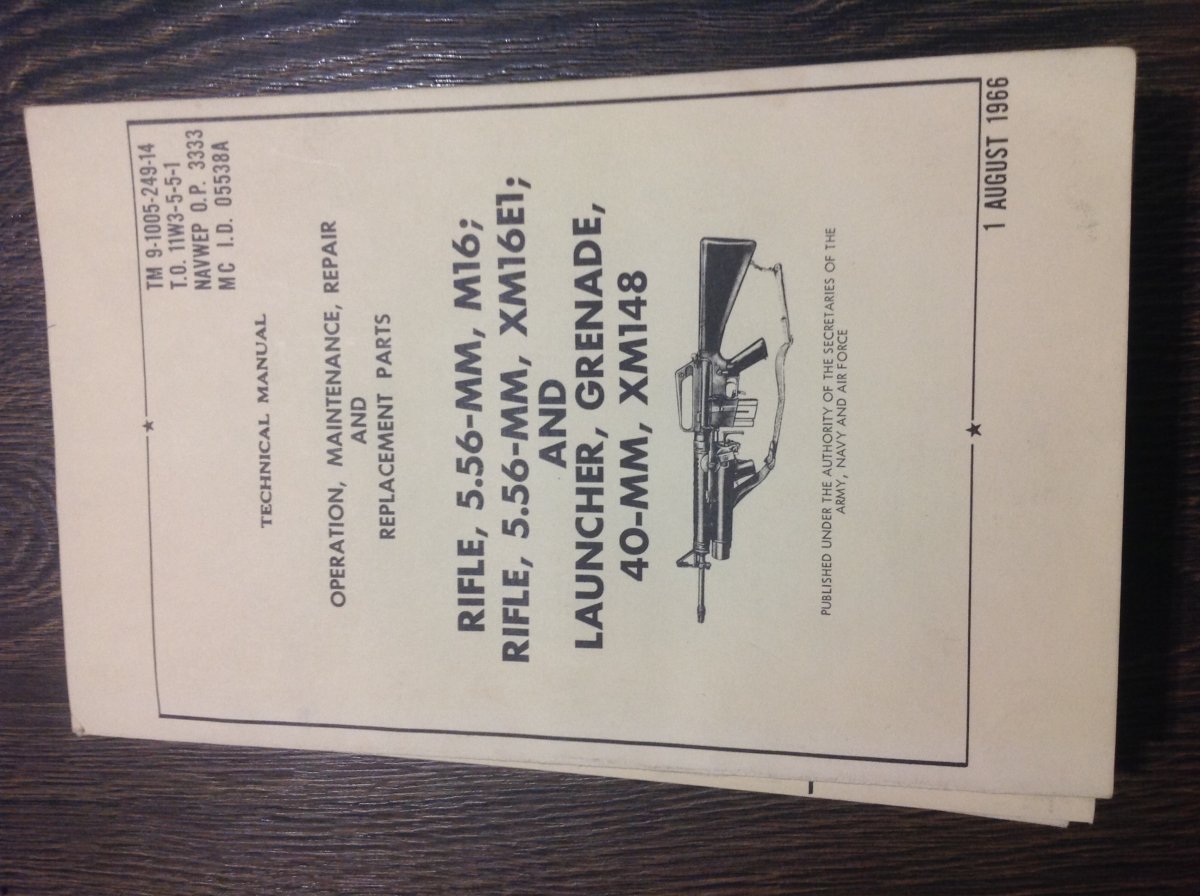 TM 9-1005-249-14
T.O. 11W3-5-5-1
NAVWEP O.P. 3333
MC I.D. 05538A
TECHNICAL MANUAL
OPERATION, MAINTENANCE, REPAIR
AND
REPLACEMENT PARTS
RIFLE, 5.56-MM, M16;
RIFLE, 5.56-MM, XM16E1;
AND
LAUNCHER, GRENADE,
40-MM, XM148
PUBLISHED UNDER THE AUTHORITY OF THE SECRETARIES OF THE
ARMY, NAVY AND AIR FORCE
1 AUGUST 1966